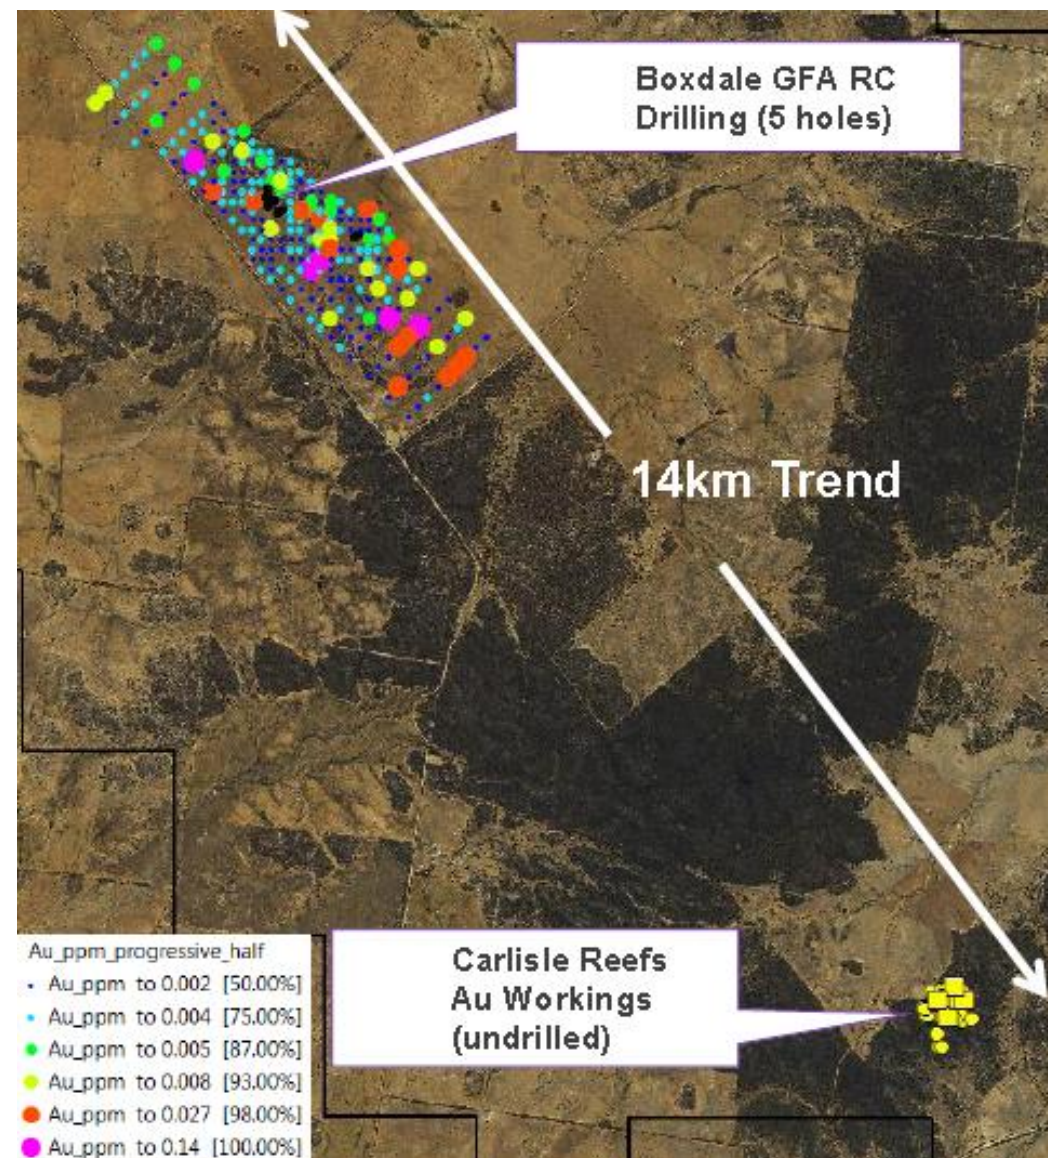 Boxdale GFA RC
Drilling (5 holes)
14km Trend
Carlisle Reefs
Au Workings
(undrilled)
Au_ppm_progressive_half
Au_ppm to 0.002 [50.00%]
Au_ppm to 0.004 [75.00%]
Au_ppm to 0.005 [87.00%]
Au_ppm to 0.008 [93.00%]
Au_ppm to 0.027 [98.00%]
Au_ppm to 0.14 [100.00%]